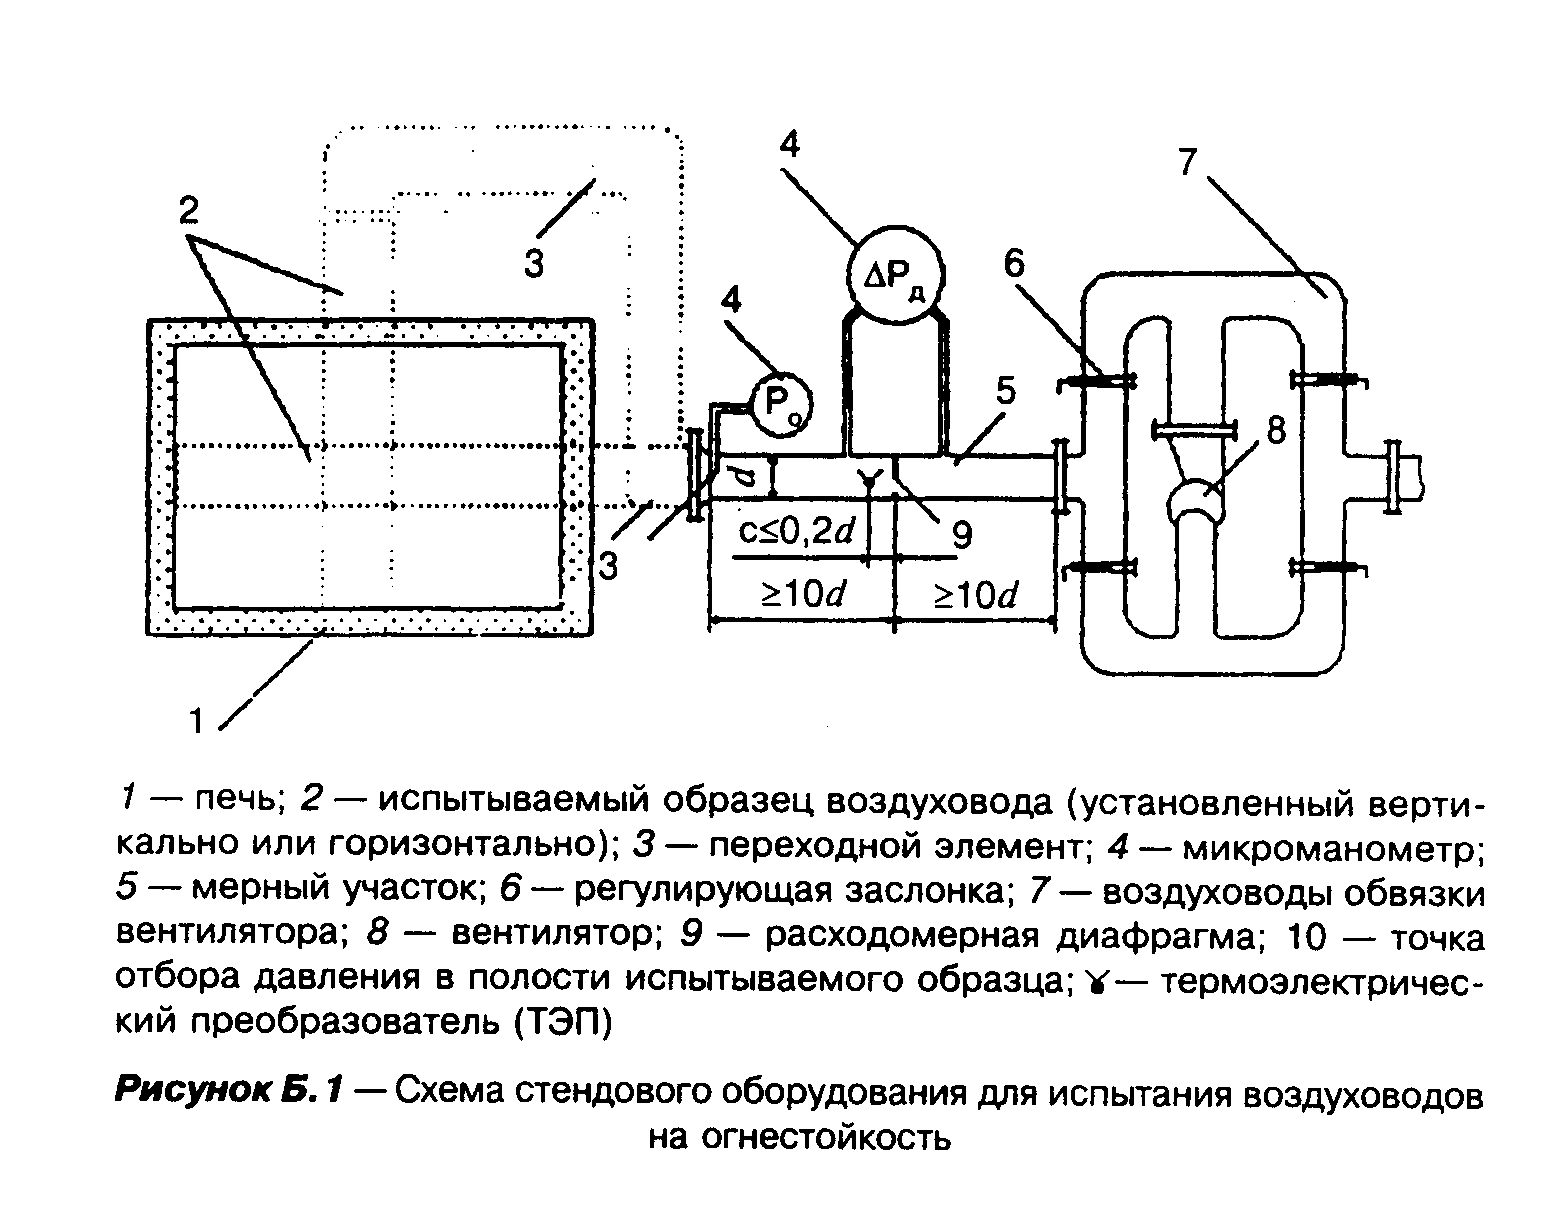 4
7
2
3
6
ΔPд
4
5
Pо
8
d
c≤0,2d
9
3
≥10d
≥10d
1
1 — печь; 2 — испытываемый образец воздуховода (установленный верти-
кально или горизонтально); 3 — переходной элемент; 4 — микроманометр;
5 — мерный участок; 6 — регулирующая заслонка; 7 — воздуховоды обвязки
вентилятора; 8 — вентилятор; 9 — расходомерная диафрагма; 10 — точка
отбора давления в полости испытываемого образца; — термоэлектричес-
кий преобразователь (ТЭП)
Рисунок Б.1 — Схема стендового оборудования для испытания воздуховодов
на огнестойкость